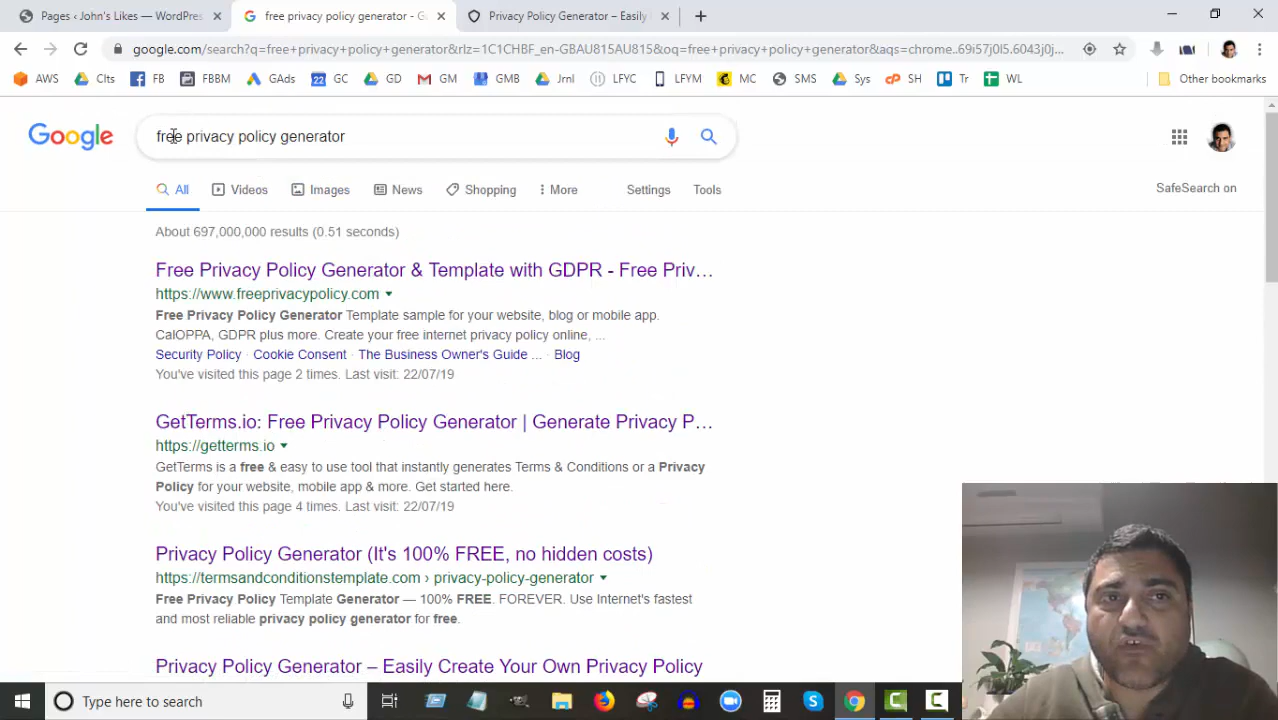 Pages ‹ John's Likes — WordPres
free privacy policy generator - G
Privacy Policy Generator – Easily
google.com/search?q=free+privacy+policy+generator&rlz=1C1CHBF_en-GBAU815AU815&oq=free+privacy+policy+generator&aqs=chrome..69i57j0l5.6043j0j...
AWS Clts FB FBBM GAds GC GD GM GMB Jrnl LFYC LFYM MC SMS Sys SH Tr WL Other bookmarks
Google
free privacy policy generator
All Videos Images News Shopping More Settings Tools
SafeSearch on
About 697,000,000 results (0.51 seconds)
Free Privacy Policy Generator & Template with GDPR - Free Priv...
https://www.freeprivacypolicy.com
Free Privacy Policy Generator Template sample for your website, blog or mobile app.
CalOPPA, GDPR plus more. Create your free internet privacy policy online, ...
Security Policy · Cookie Consent · The Business Owner's Guide ... · Blog
You've visited this page 2 times. Last visit: 22/07/19
GetTerms.io: Free Privacy Policy Generator | Generate Privacy P...
https://getterms.io
GetTerms is a free & easy to use tool that instantly generates Terms & Conditions or a Privacy
Policy for your website, mobile app & more. Get started here.
You've visited this page 4 times. Last visit: 22/07/19
Privacy Policy Generator (It's 100% FREE, no hidden costs)
https://termsandconditionstemplate.com › privacy-policy-generator
Free Privacy Policy Template Generator — 100% FREE. FOREVER. Use Internet's fastest
and most reliable privacy policy generator for free.
Privacy Policy Generator – Easily Create Your Own Privacy Policy
Type here to search